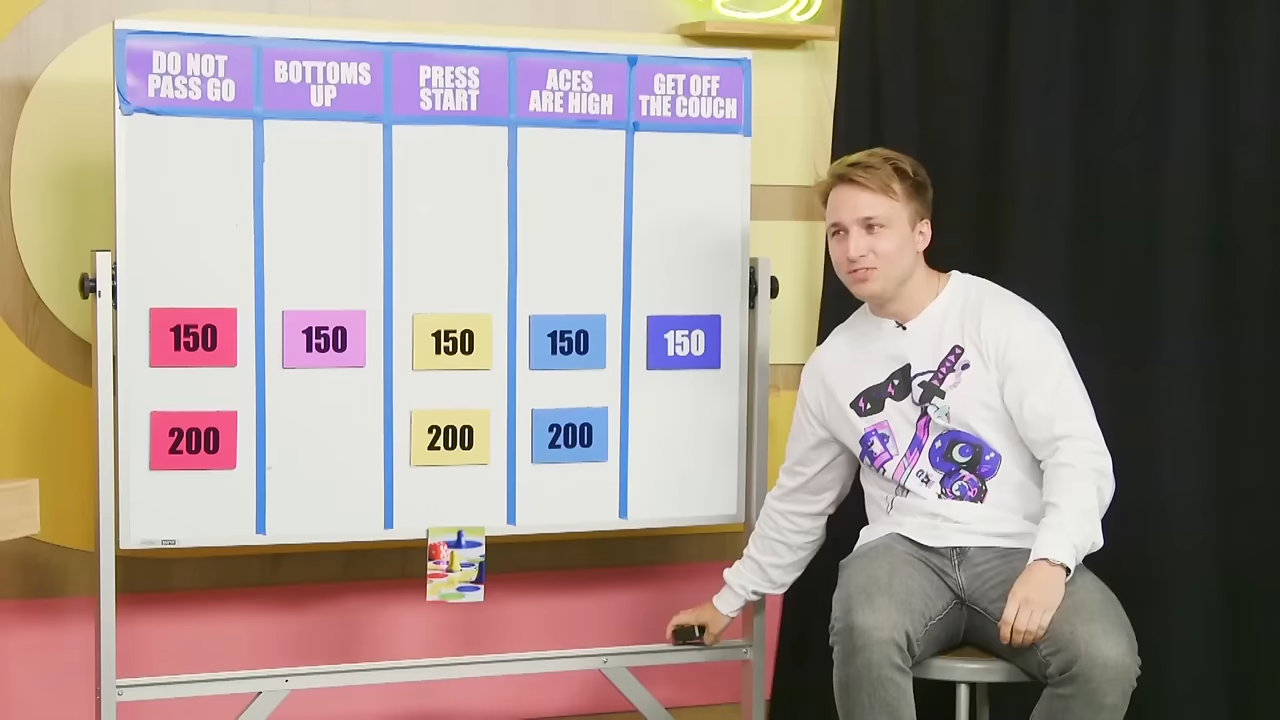 DO NOT
PASS GO
BOTTOMS
UP
PRESS
START
ACES
ARE HIGH
GET OFF
THE COUCH
150
150
150
150
150
200
200
200